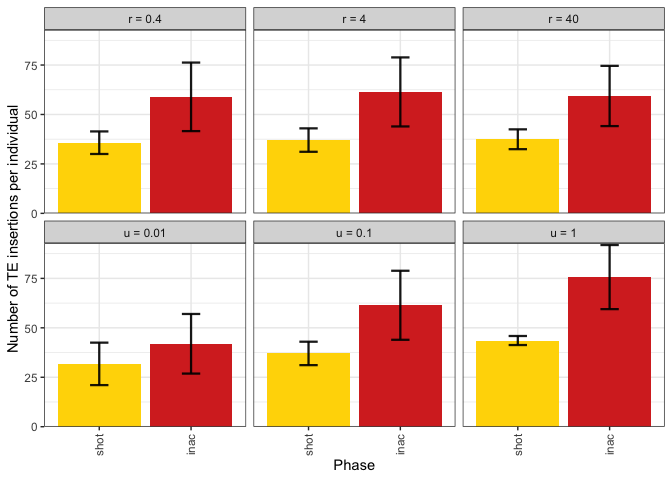 r = 0.4
r = 4
r = 40
75
50
25
0
u = 0.01
u = 0.1
u = 1
75
50
25
0
Number of TE insertions per individual
shot
inac
shot
inac
shot
inac
Phase